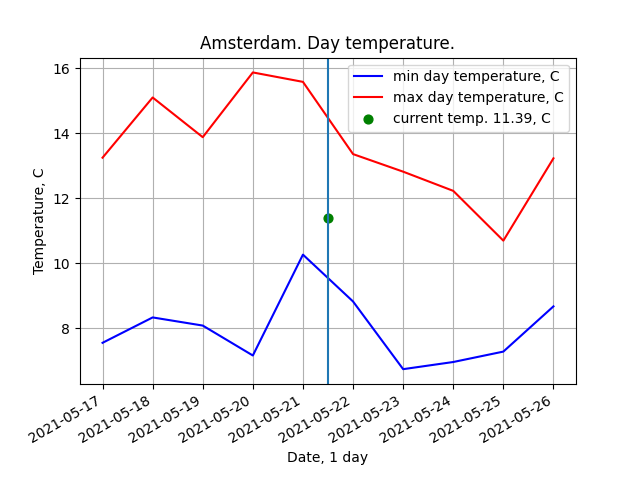 Amsterdam. Day temperature.
min day temperature, C
max day temperature, C
current temp. 11.39, C
Temperature, C
16
14
12
10
8
2021-05-17
2021-05-18
2021-05-19
2021-05-20
2021-05-21
2021-05-22
2021-05-23
2021-05-24
2021-05-25
2021-05-26
Date, 1 day